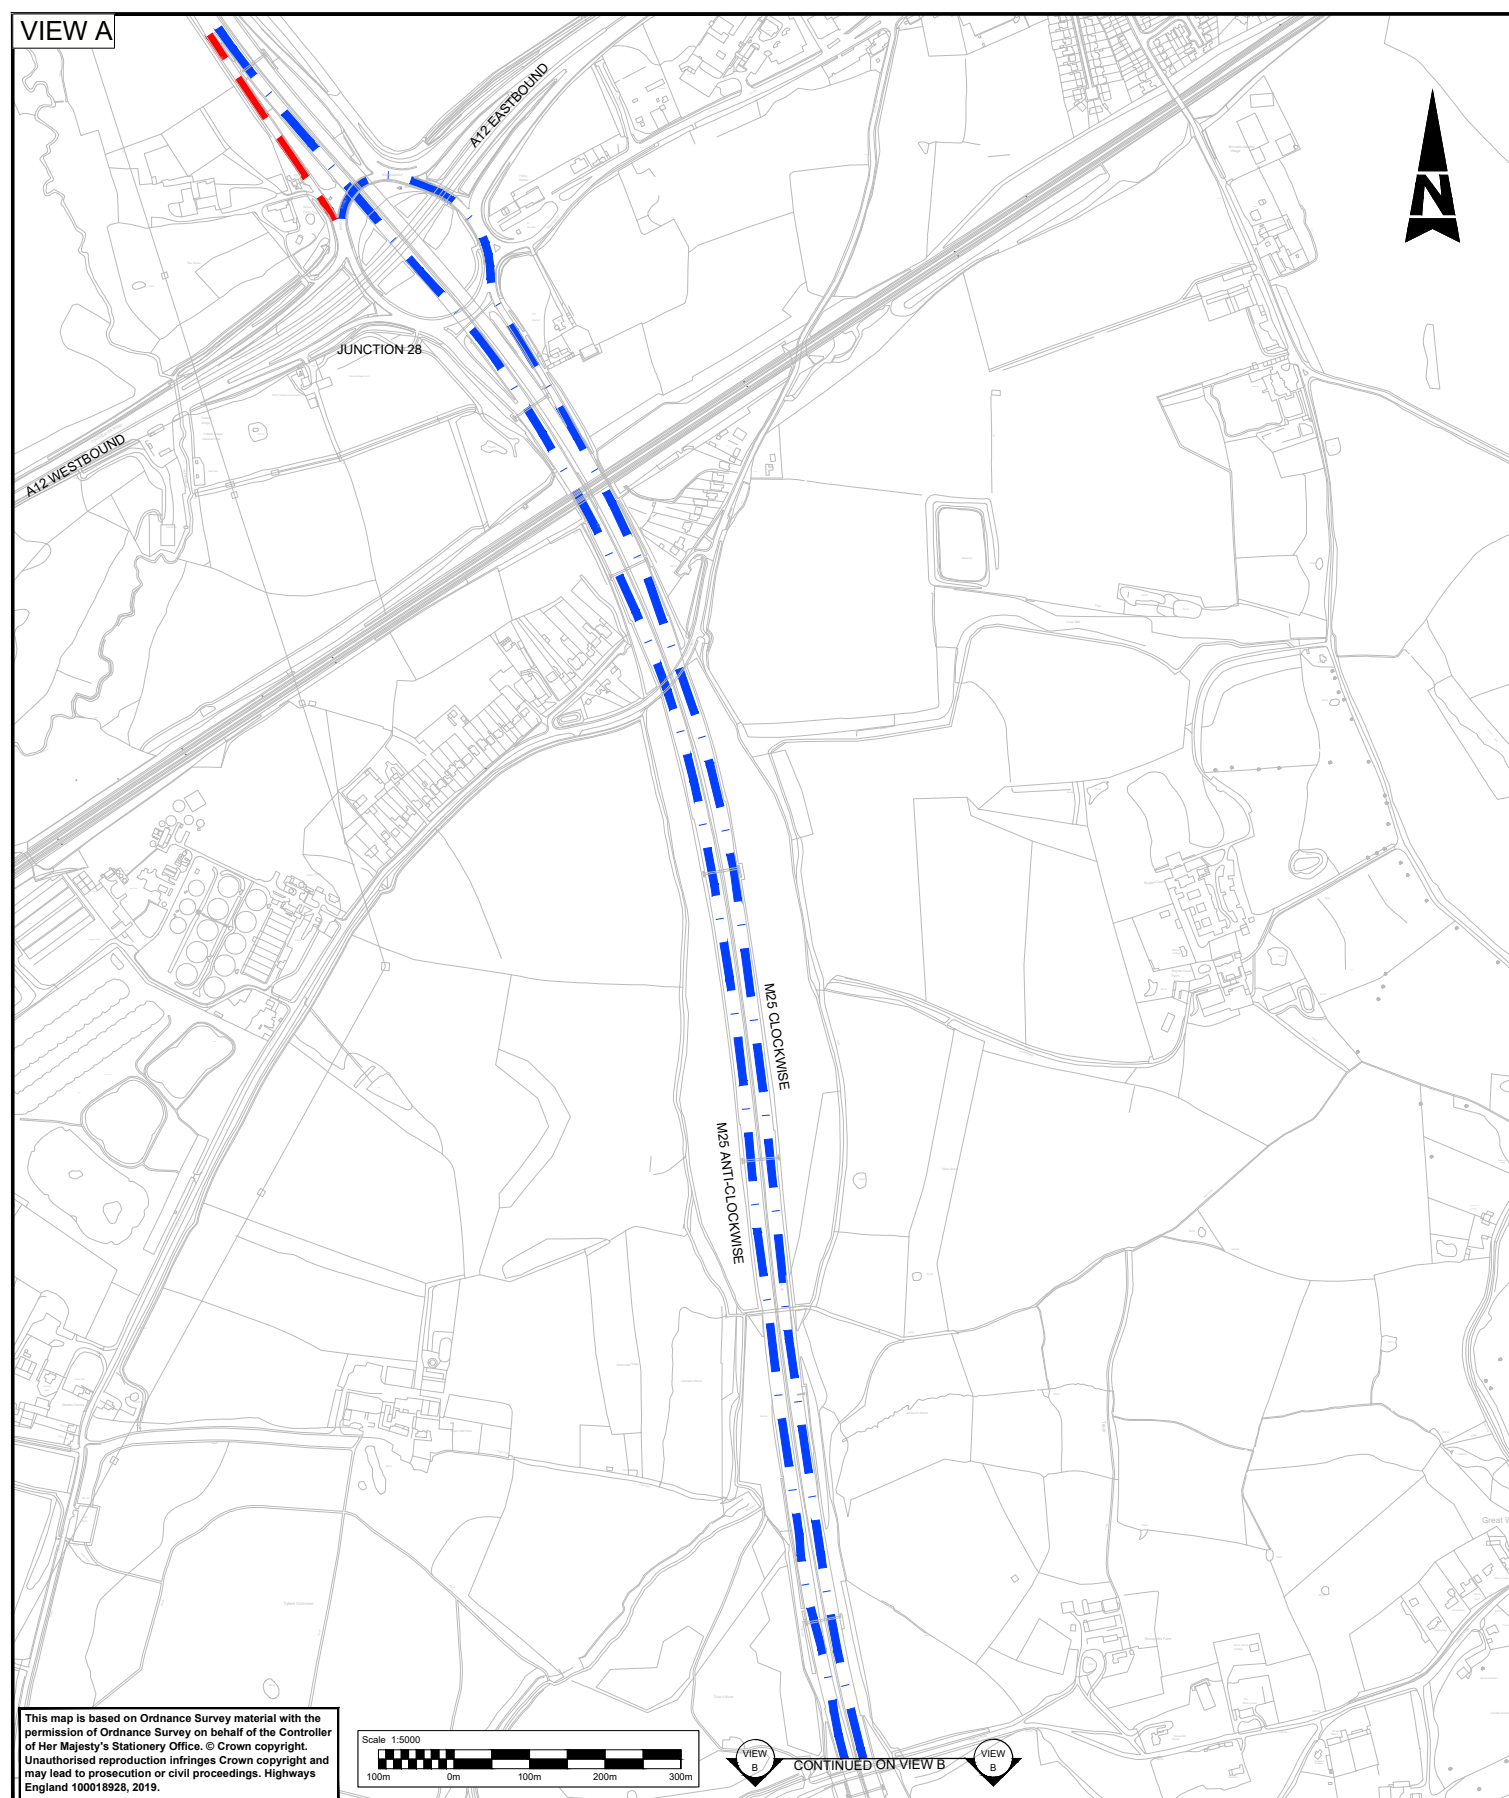 VIEW A
A12 EASTBOUND
JUNCTION 28
A12 WESTBOUND
N
M25 CLOCKWISE
M25 ANTI-CLOCKWISE
Great W
This map is based on Ordnance Survey material with the
permission of Ordnance Survey on behalf of the Controller
of Her Majesty's Stationery Office. © Crown copyright.
Unauthorised reproduction infringes Crown copyright and
may lead to prosecution or civil proceedings. Highways
England 100018928, 2019.
Scale 1:5000
100m 0m 100m 200m 300m
VIEW
B
CONTINUED ON VIEW B
VIEW
B